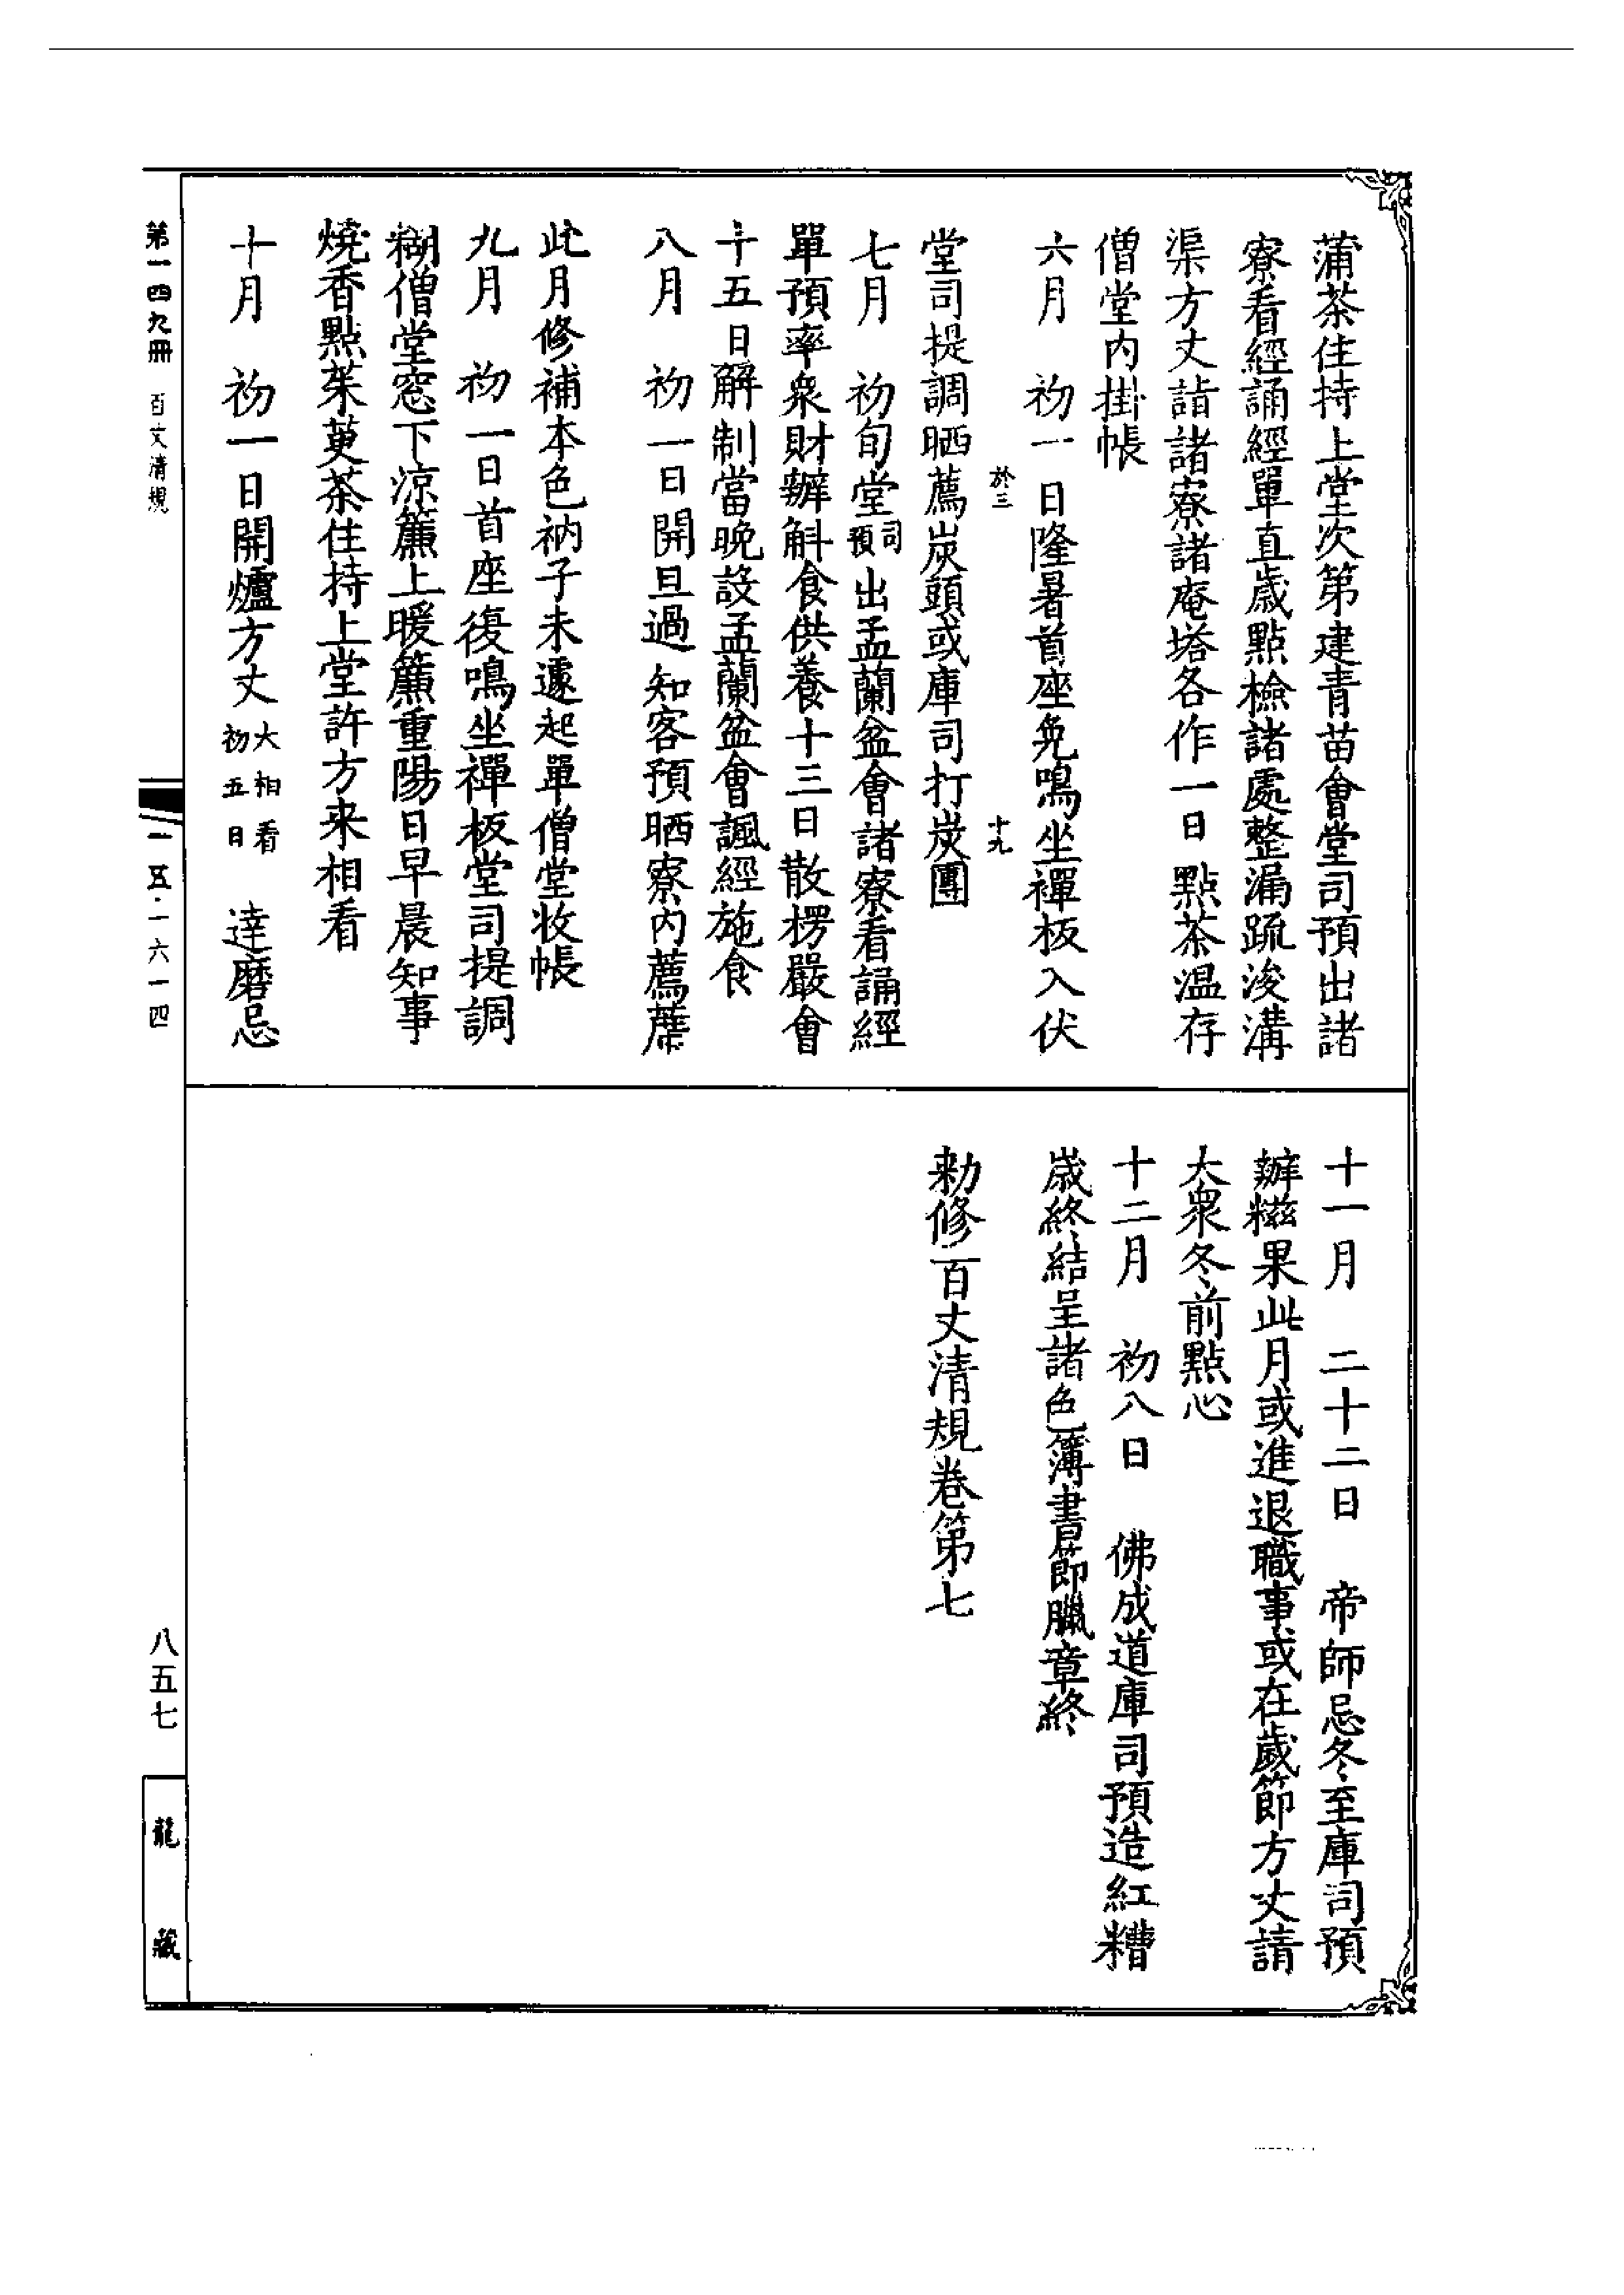 蒲茶住持上堂次第建青苗會堂司預出諸
寮看經誦經單直歲點檢諸處整漏疏浚溝
渠方丈詣諸寮諸庵塔各作一日點茶温存
僧堂內掛帳
六月　初一日隆暑首座免鳴坐禪板入伏
於三　十九
堂司提調晒薦炭頭或庫司打炭團
七月　初旬堂司預出盂蘭盆會諸寮看誦經
單預率衆財辦斛食供養十三日散楞嚴會
十五日解制當晚設盂蘭盆會諷經施食
八月　初一日開旦過知客預晒寮內薦蓆
此月修補本色衲子未遽起單僧堂收帳
九月　初一日首座復鳴坐禪板堂司提調
糊僧堂窓下涼簾上暖簾重陽日早晨知事
燒香點茱萸茶住持上堂許方来相看
十月　初一日開爐方丈大相看初五日　達磨忌
十一月　二十二日　帝師忌冬至庫司預
辦糍果此月或進退職事或在歲節方丈請
大衆冬前點心
十二月　初八日　佛成道庫司預造紅糟
歲終結呈諸色簿書節臘章終
勑修百丈清規卷第七
第一四九冊　百丈清規
一五·一六一四
八五七
龍藏